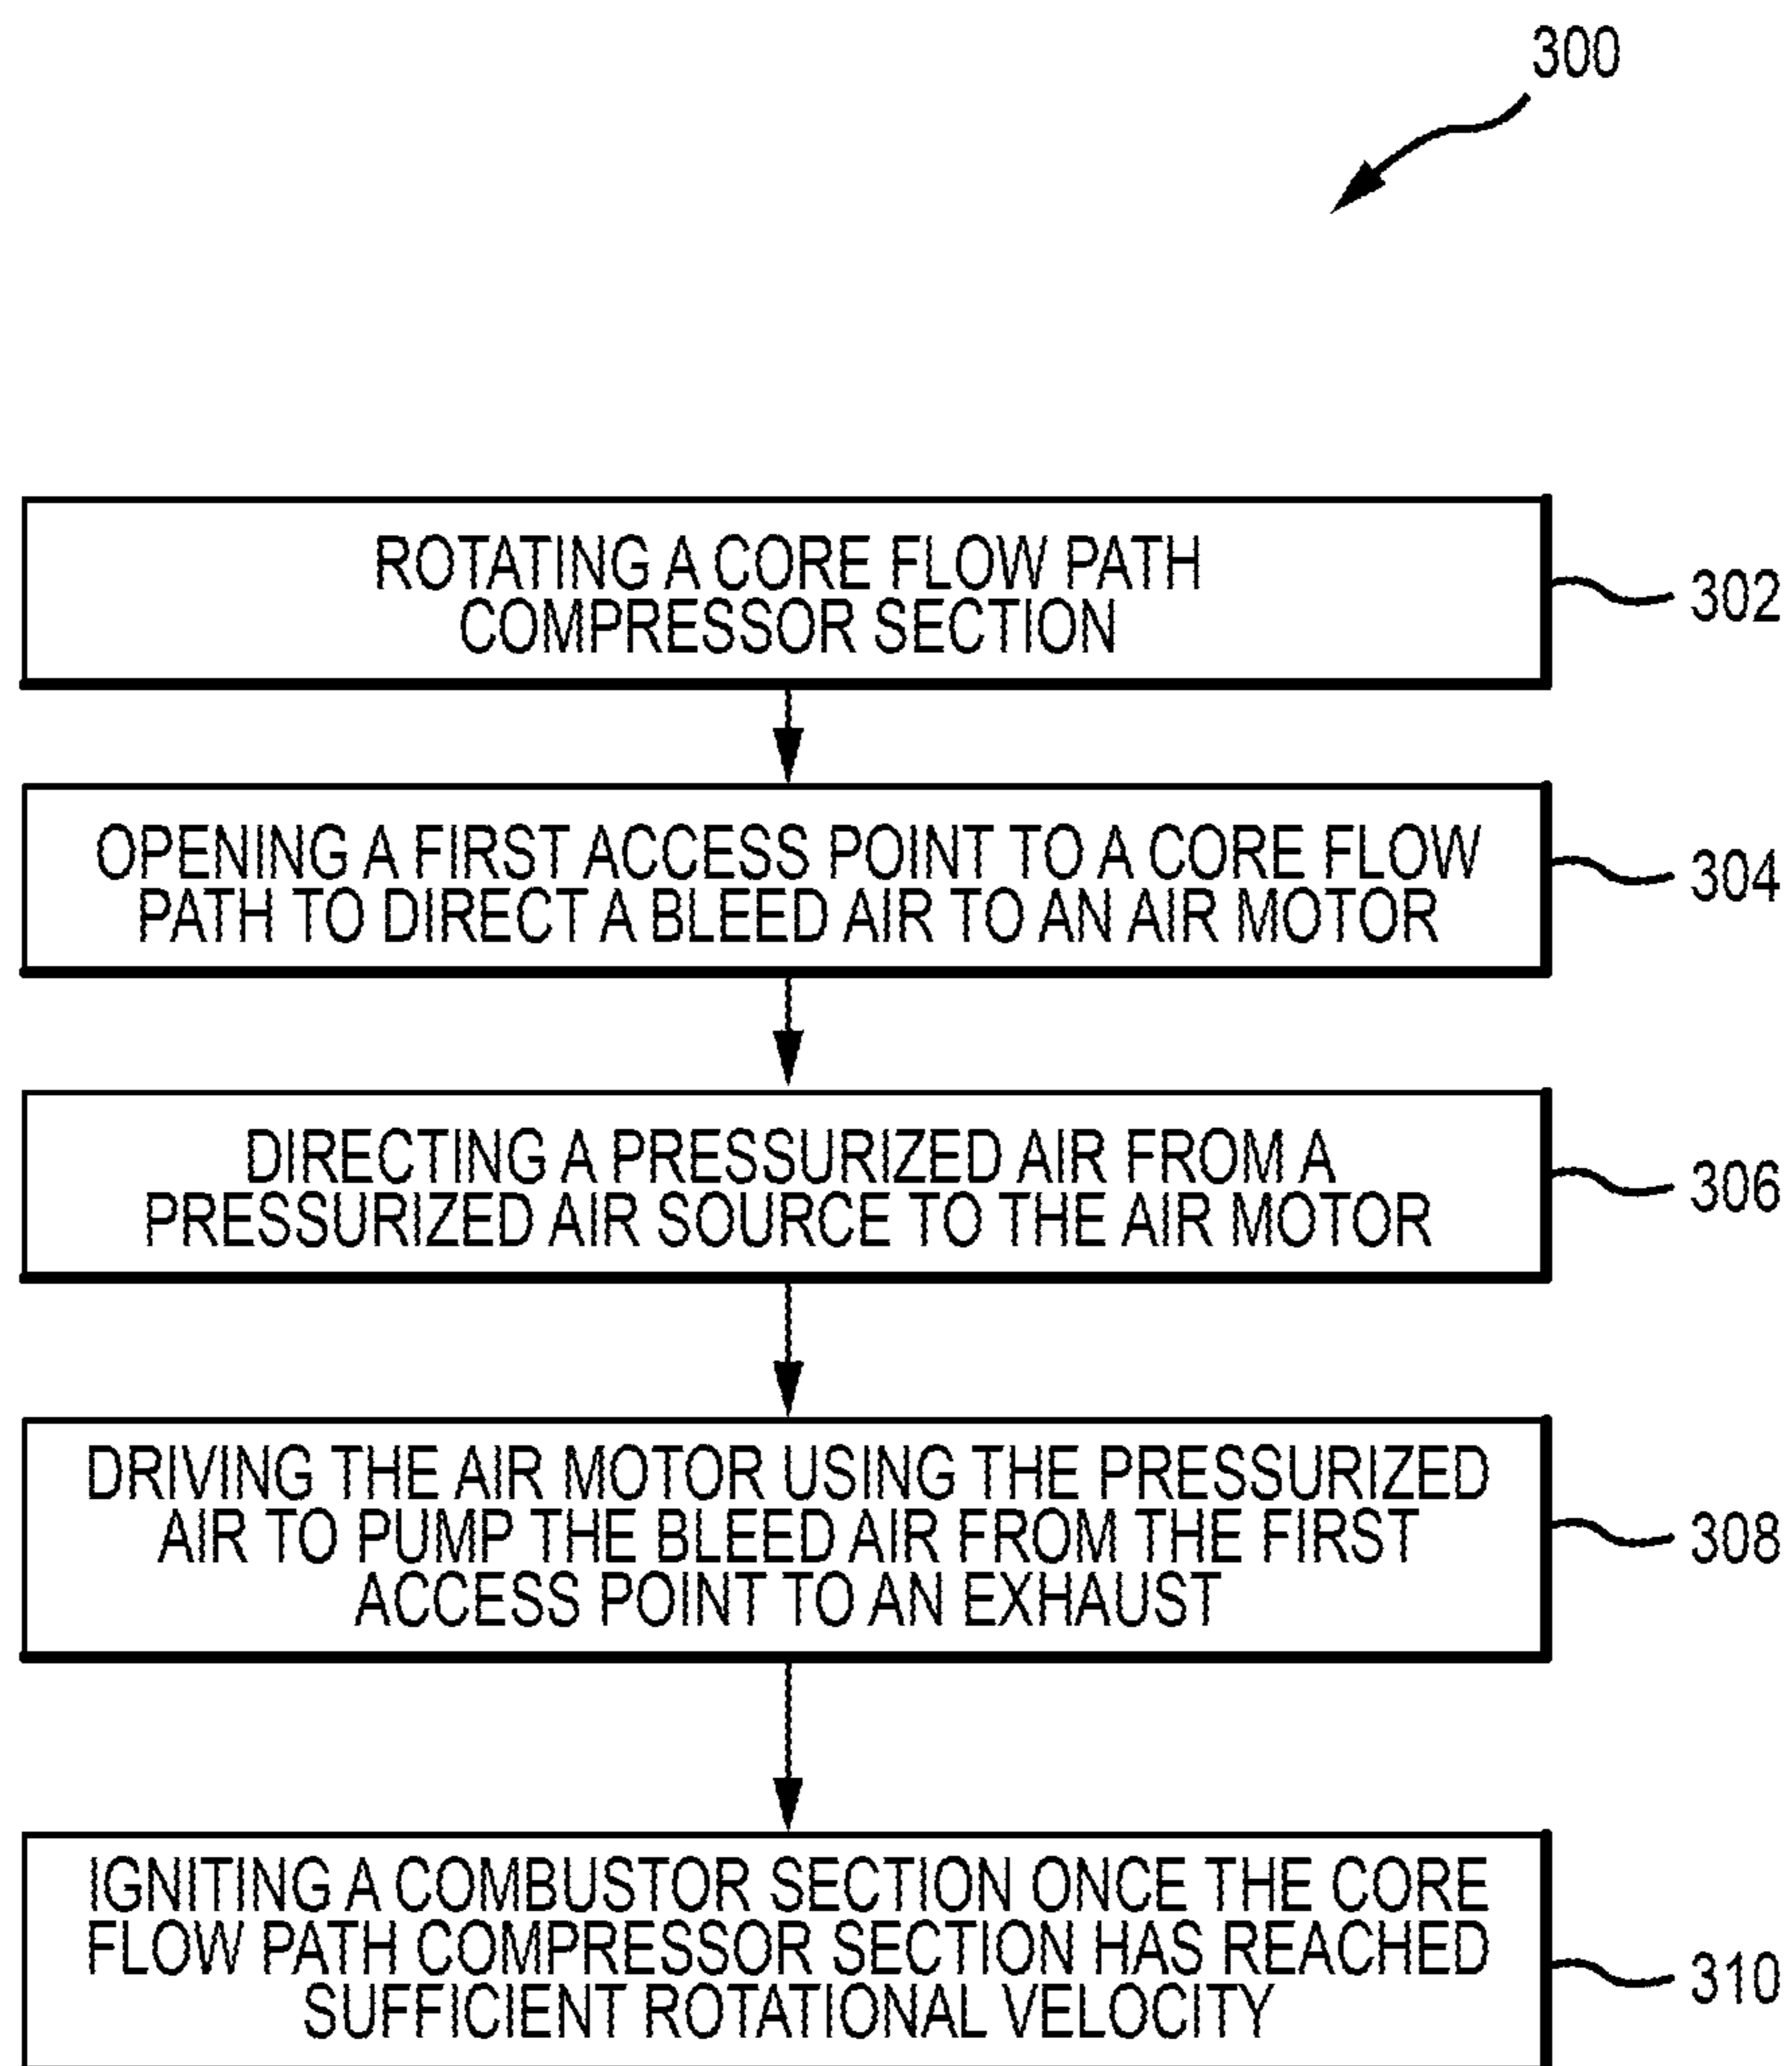 300
ROTATING A CORE FLOW PATH
COMPRESSOR SECTION
302
OPENING A FIRST ACCESS POINT TO A CORE FLOW
PATH TO DIRECT A BLEED AIR TO AN AIR MOTOR
304
DIRECTING A PRESSURIZED AIR FROM A
PRESSURIZED AIR SOURCE TO THE AIR MOTOR
306
DRIVING THE AIR MOTOR USING THE PRESSURIZED
AIR TO PUMP THE BLEED AIR FROM THE FIRST
ACCESS POINT TO AN EXHAUST
308
IGNITING A COMBUSTOR SECTION ONCE THE CORE
FLOW PATH COMPRESSOR SECTION HAS REACHED
SUFFICIENT ROTATIONAL VELOCITY
310